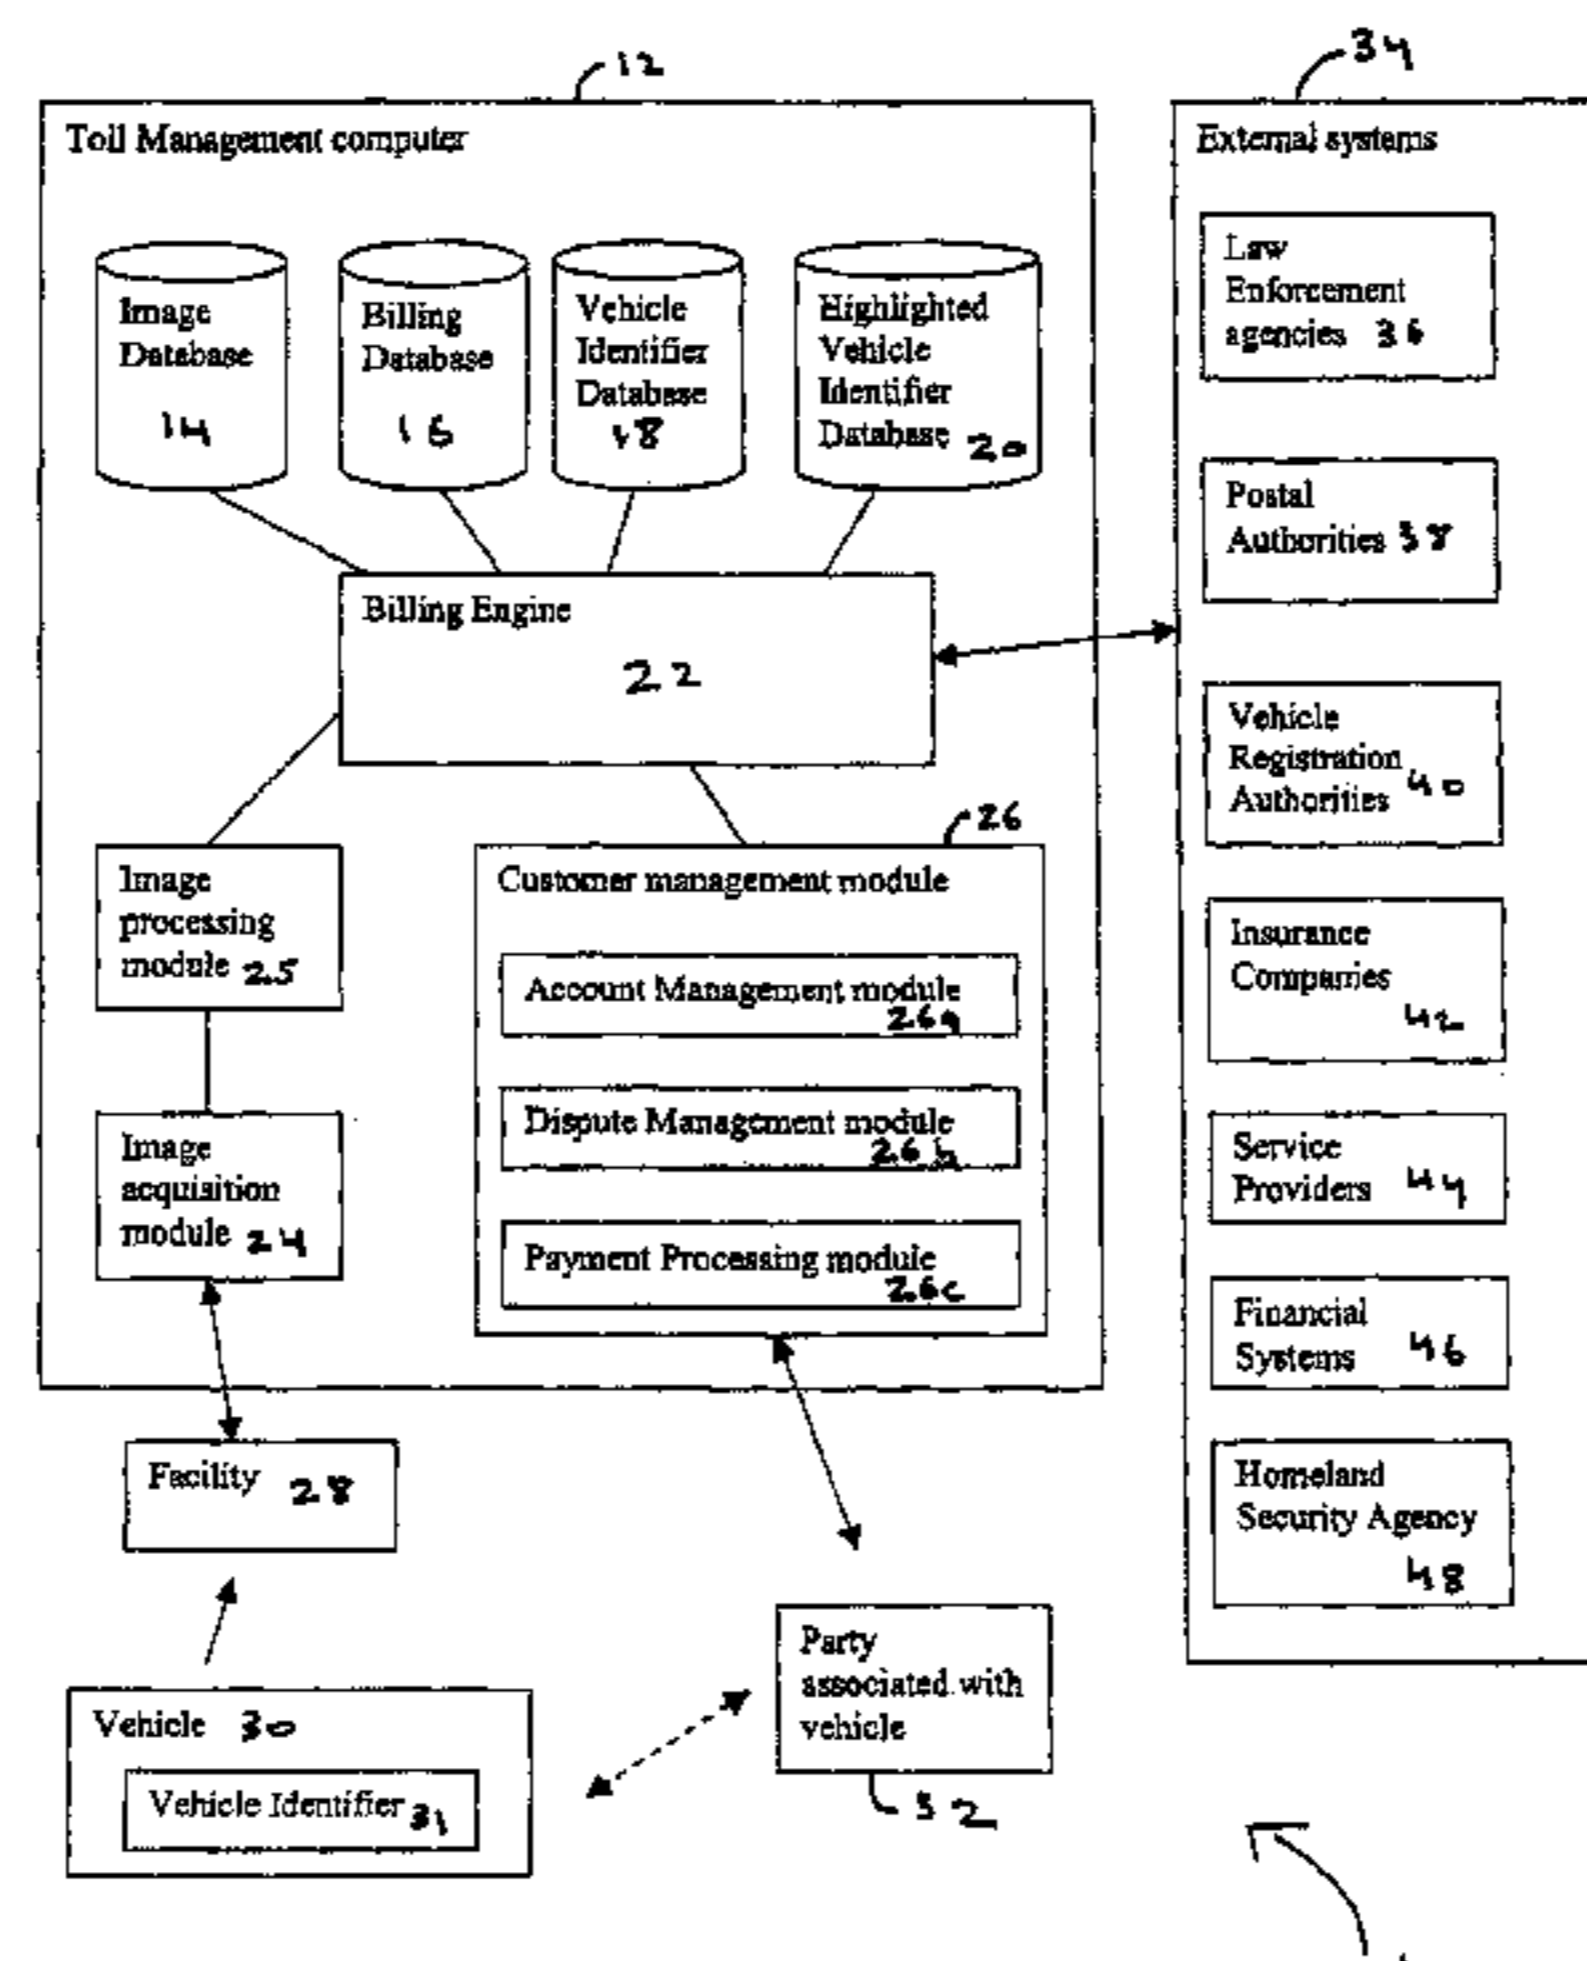 12
Toll Management computer
Image
Database
14
Billing
Database
16
Vehicle
Identifier
Database
18
Highlighted
Vehicle
Identifier
Database 20
Billing Engine
22
Image
processing
module 25
Image
acquisition
module 24
26
Customer management module
Account Management module
26a
Dispute Management module
26b
Payment Processing module
26c
Facility 28
Vehicle 30
Vehicle Identifier 31
Party
associated with
vehicle
32
34
External systems
Law
Enforcement
agencies 36
Postal
Authorities 38
Vehicle
Registration
Authorities 40
Insurance
Companies
42
Service
Providers 44
Financial
Systems 46
Homeland
Security Agency
48